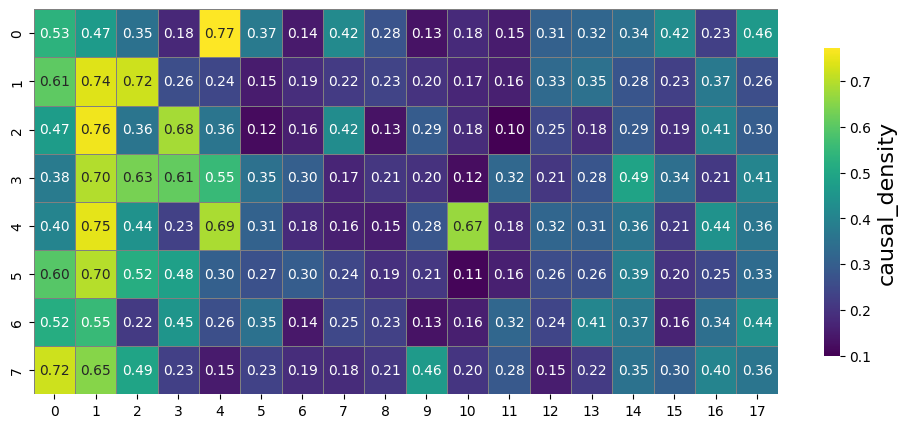 0 0.53 0.47 0.35 0.18 0.77 0.37 0.14 0.42 0.28 0.13 0.18 0.15 0.31 0.32 0.34 0.42 0.23 0.46
1 0.61 0.74 0.72 0.26 0.24 0.15 0.19 0.22 0.23 0.20 0.17 0.16 0.33 0.35 0.28 0.23 0.37 0.26
2 0.47 0.76 0.36 0.68 0.36 0.12 0.16 0.42 0.13 0.29 0.18 0.10 0.25 0.18 0.29 0.19 0.41 0.30
3 0.38 0.70 0.63 0.61 0.55 0.35 0.30 0.17 0.21 0.20 0.12 0.32 0.21 0.28 0.49 0.34 0.21 0.41
4 0.40 0.75 0.44 0.23 0.69 0.31 0.18 0.16 0.15 0.28 0.67 0.18 0.32 0.31 0.36 0.21 0.44 0.36
5 0.60 0.70 0.52 0.48 0.30 0.27 0.30 0.24 0.19 0.21 0.11 0.16 0.26 0.26 0.39 0.20 0.25 0.33
6 0.52 0.55 0.22 0.45 0.26 0.35 0.14 0.25 0.23 0.13 0.16 0.32 0.24 0.41 0.37 0.16 0.34 0.44
7 0.72 0.65 0.49 0.23 0.15 0.23 0.19 0.18 0.21 0.46 0.20 0.28 0.15 0.22 0.35 0.30 0.40 0.36
0 1 2 3 4 5 6 7 8 9 10 11 12 13 14 15 16 17
0.7
0.6
0.5
0.4
0.3
0.2
0.1
causal_density